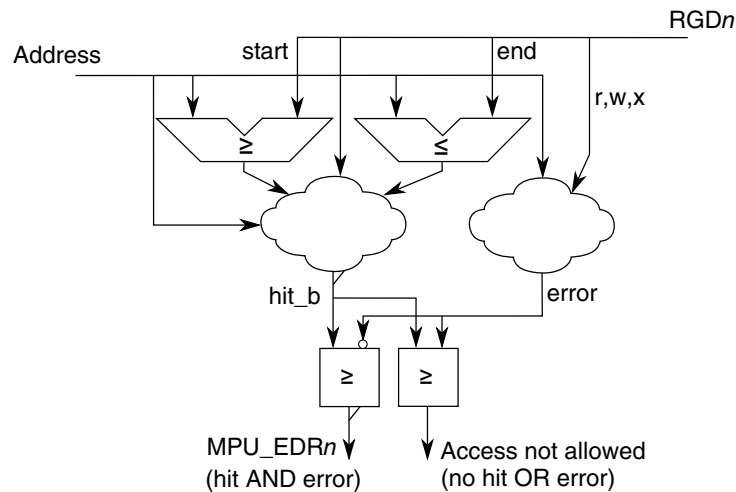 RGDn
Address
start
end
r,w,x
≥
≤
hit_b
error
≥
≥
MPU_EDRn
(hit AND error)
Access not allowed
(no hit OR error)